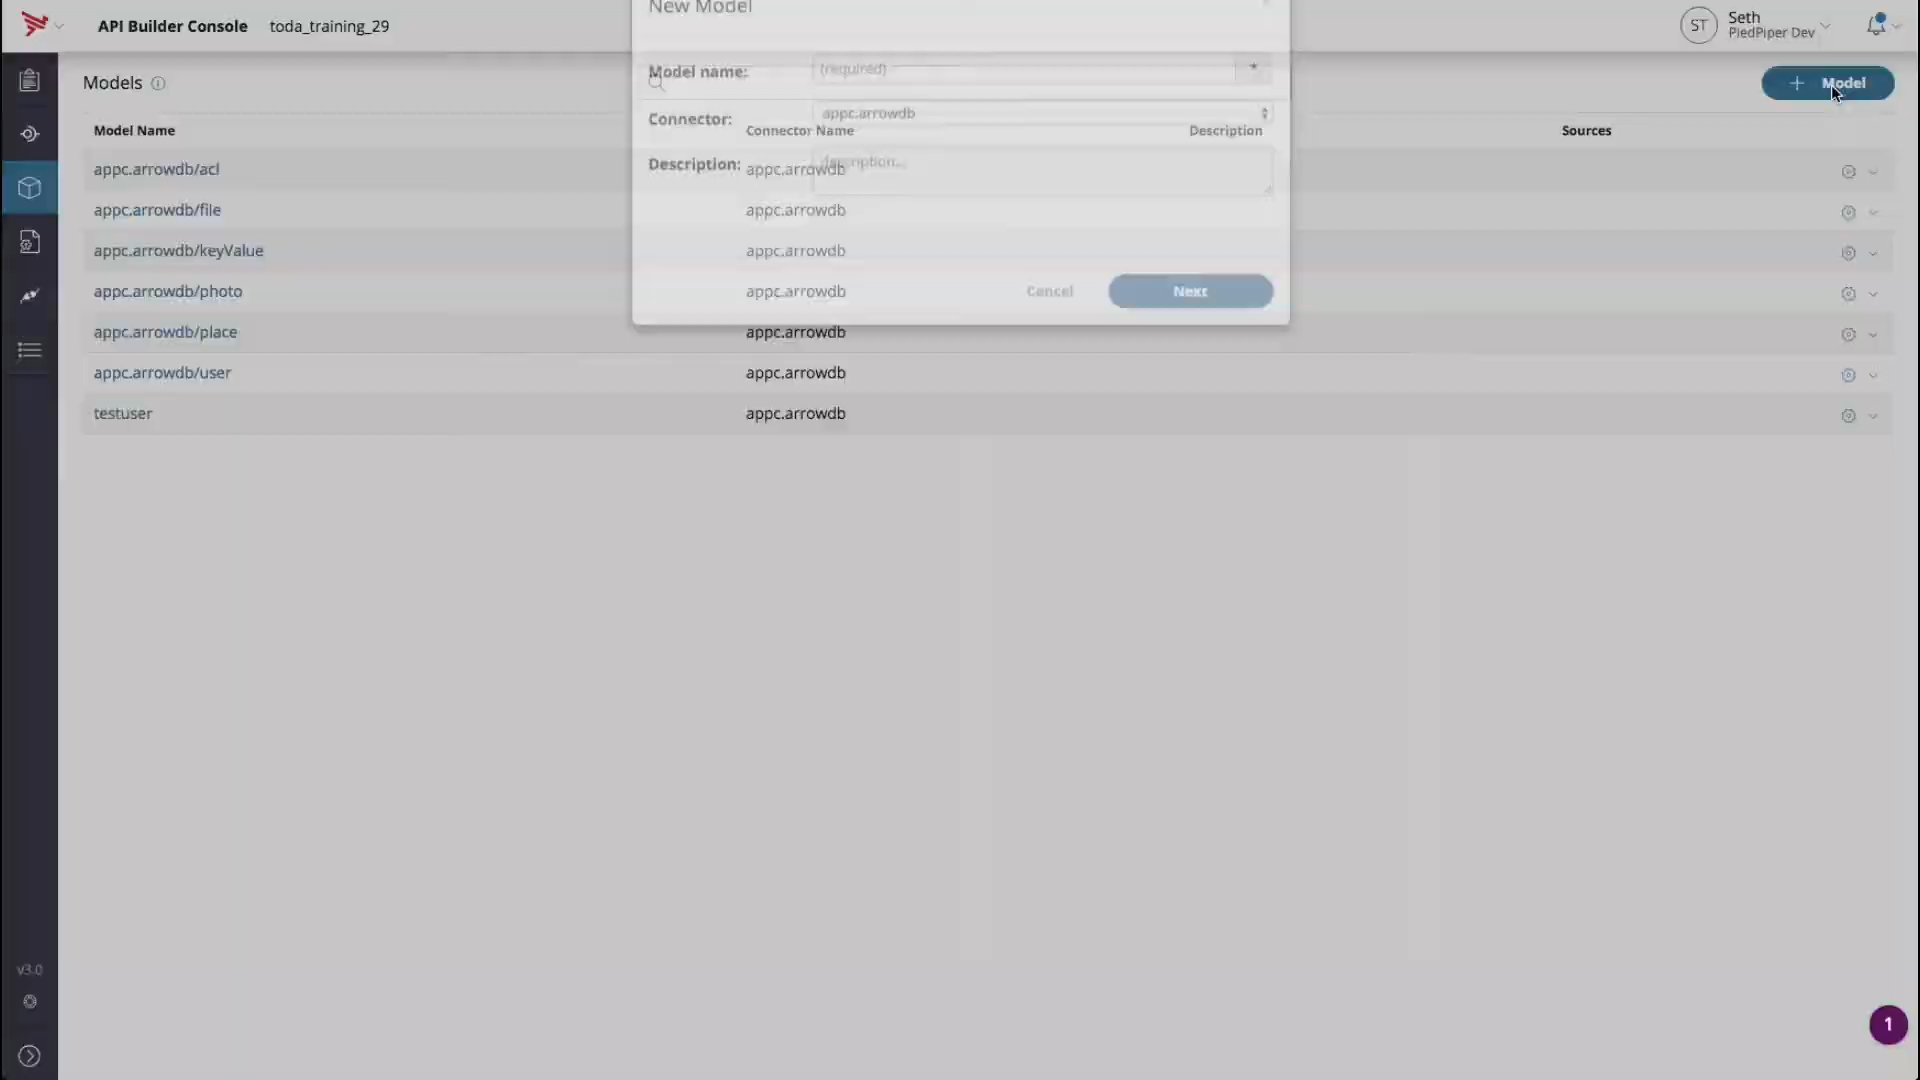 API Builder Console toda_training_29
ST
Seth
PiedPiper Dev
New Model
Model name: (required) *
Connector: appc.arrowdb
Description: description...
Cancel Next
Models
+ Model
Model Name Connector Name Description Sources
appc.arrowdb/acl appc.arrowdb
appc.arrowdb/file appc.arrowdb
appc.arrowdb/keyValue appc.arrowdb
appc.arrowdb/photo appc.arrowdb
appc.arrowdb/place appc.arrowdb
appc.arrowdb/user appc.arrowdb
testuser appc.arrowdb
v3.0
1